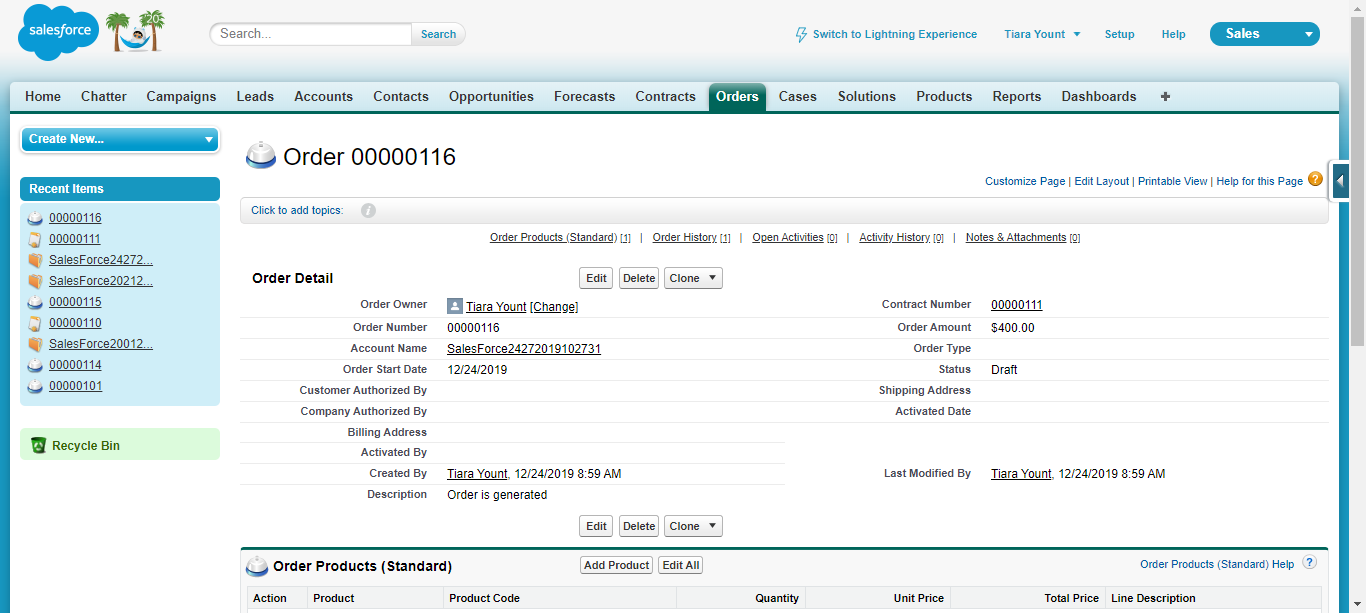 salesforce
20
Search...
Search
Switch to Lightning Experience
Tiara Yount
Setup
Help
Sales
Home Chatter Campaigns Leads Accounts Contacts Opportunities Forecasts Contracts Orders Cases Solutions Products Reports Dashboards +
Create New...
Recent Items
00000116
00000111
SalesForce24272...
SalesForce20212...
00000115
00000110
SalesForce20012...
00000114
00000101
Recycle Bin
Order 00000116
Customize Page | Edit Layout | Printable View | Help for this Page ?
Click to add topics: i
Order Products (Standard) [1] | Order History [1] | Open Activities [0] | Activity History [0] | Notes & Attachments [0]
Order Detail
Edit Delete Clone
Order Owner Tiara Yount [Change] Contract Number 00000111
Order Number 00000116 Order Amount $400.00
Account Name SalesForce24272019102731 Order Type
Order Start Date 12/24/2019 Status Draft
Customer Authorized By Shipping Address
Company Authorized By Activated Date
Billing Address
Activated By
Created By Tiara Yount, 12/24/2019 8:59 AM Last Modified By Tiara Yount, 12/24/2019 8:59 AM
Description Order is generated
Edit Delete Clone
Order Products (Standard)
Add Product Edit All
Order Products (Standard) Help ?
Action Product Product Code Quantity Unit Price Total Price Line Description